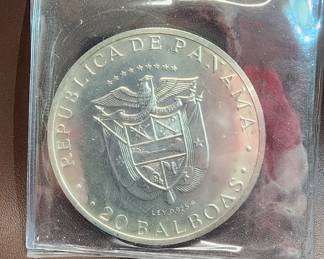 REPUBLICA DE PANAMA
LEY 0.925
20 BALBOAS